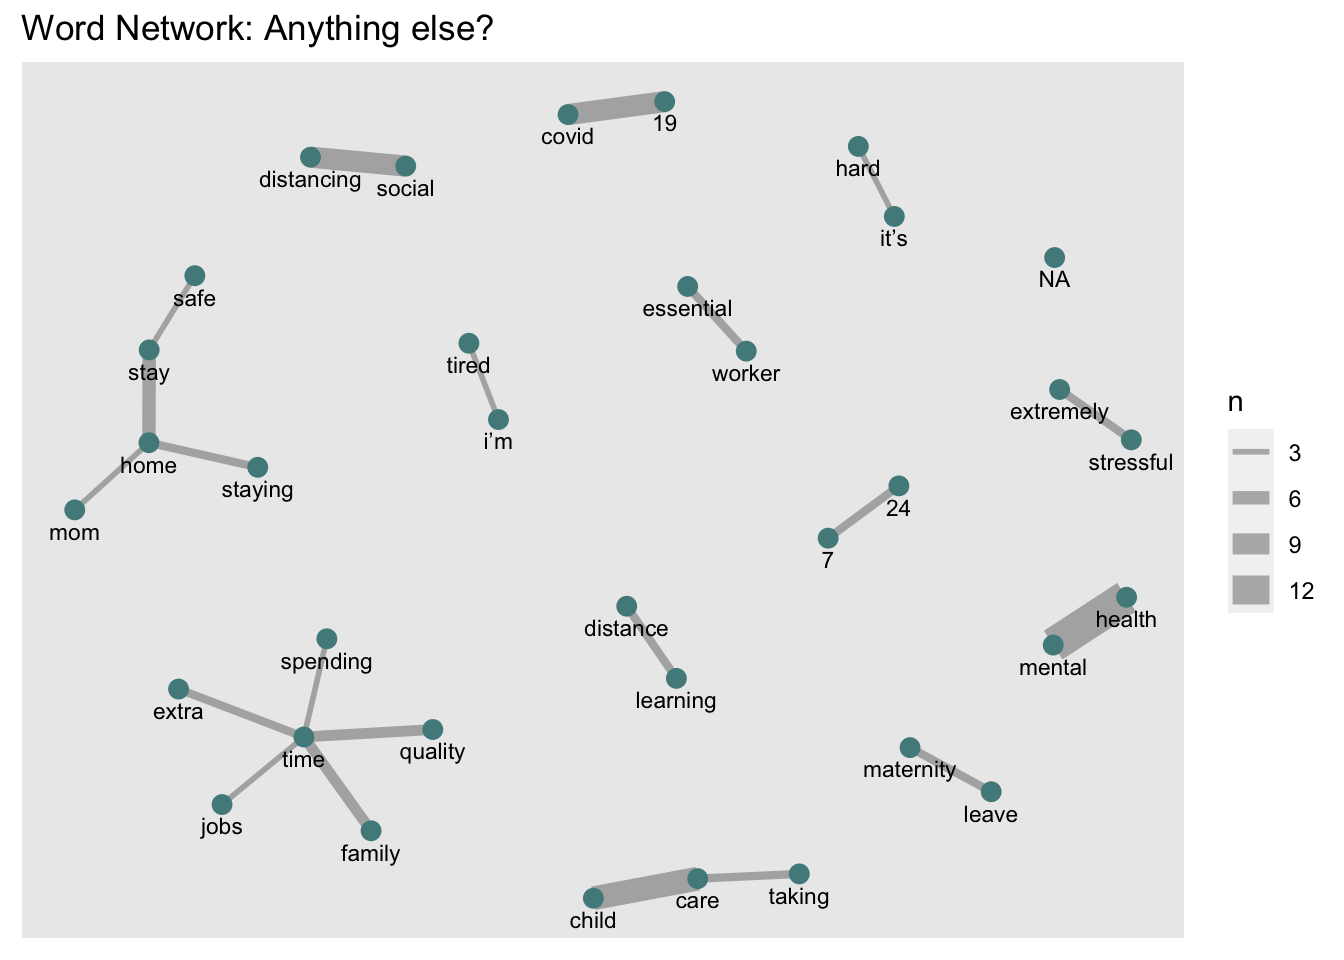 Word Network: Anything else?
covid
19
distancing
social
hard
it’s
NA
safe
essential
stay
tired
worker
i’m
extremely
stressful
home
staying
mom
24
7
n
3
6
9
12
health
mental
distance
learning
spending
extra
time
quality
jobs
family
maternity
leave
child
care
taking